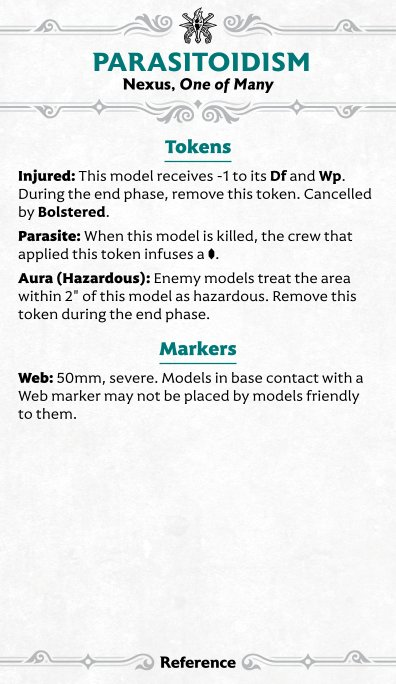 PARASITOIDISM
Nexus, One of Many
Tokens
Injured: This model receives -1 to its Df and Wp.
During the end phase, remove this token. Cancelled
by Bolstered.
Parasite: When this model is killed, the crew that
applied this token infuses a .
Aura (Hazardous): Enemy models treat the area
within 2" of this model as hazardous. Remove this
token during the end phase.
Markers
Web: 50mm, severe. Models in base contact with a
Web marker may not be placed by models friendly
to them.
Reference